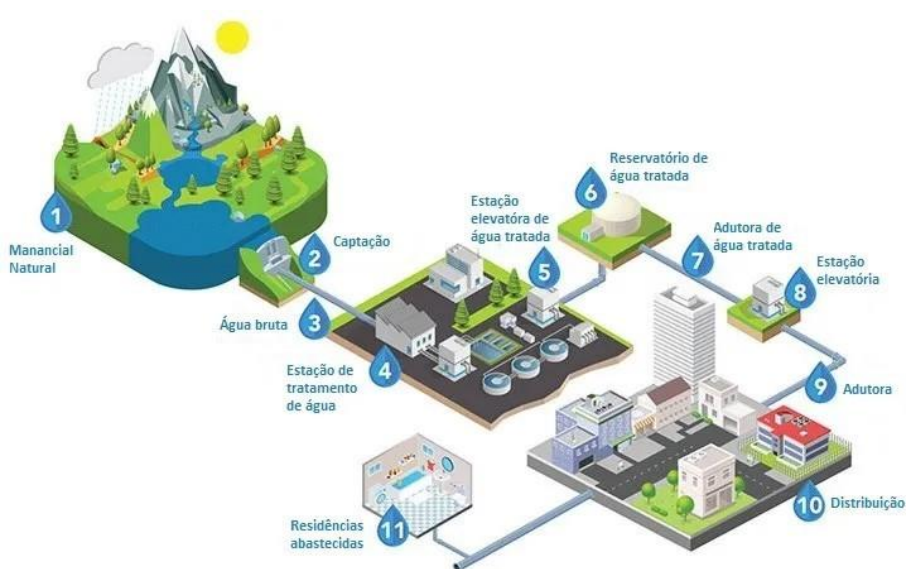 1
Manancial
Natural
2
Captação
Água bruta
3
4
Estação de
tratamento
de água
Estação
elevatóra de
água tratada
5
6
Reservatório de
água tratada
7
Adutora de
água tratada
8
Estação
elevatória
9
Adutora
10
Distribuição
11
Residências
abastecidas